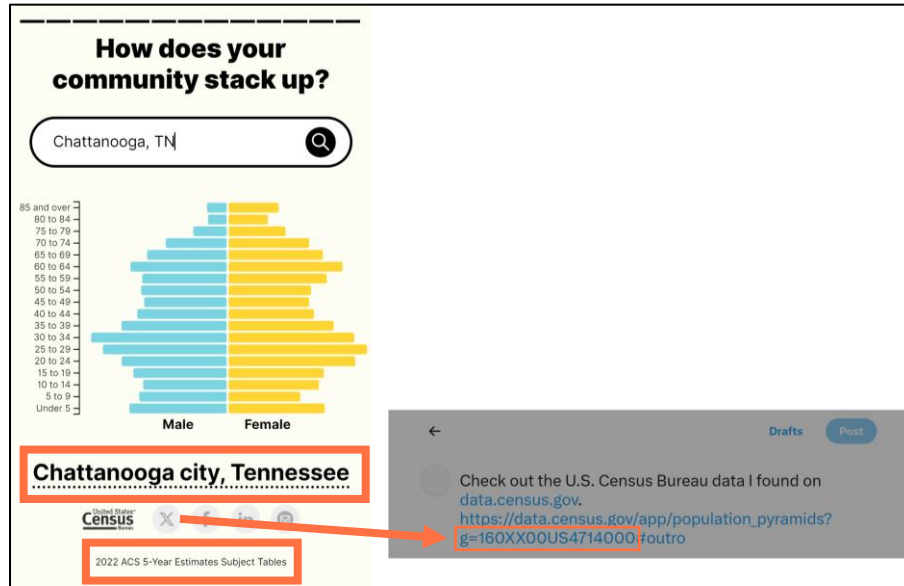 How does your
community stack up?
Chattanooga, TN
85 and over
80 to 84
75 to 79
70 to 74
65 to 69
60 to 64
55 to 59
50 to 54
45 to 49
40 to 44
35 to 39
30 to 34
25 to 29
20 to 24
15 to 19
10 to 14
5 to 9
Under 5
Male Female
Chattanooga city, Tennessee
United States®
Census
Bureau
X f in
2022 ACS 5-Year Estimates Subject Tables
Drafts Post
Check out the U.S. Census Bureau data I found on
data.census.gov.
https://data.census.gov/app/population_pyramids?
g=160XX00US4714000#outro